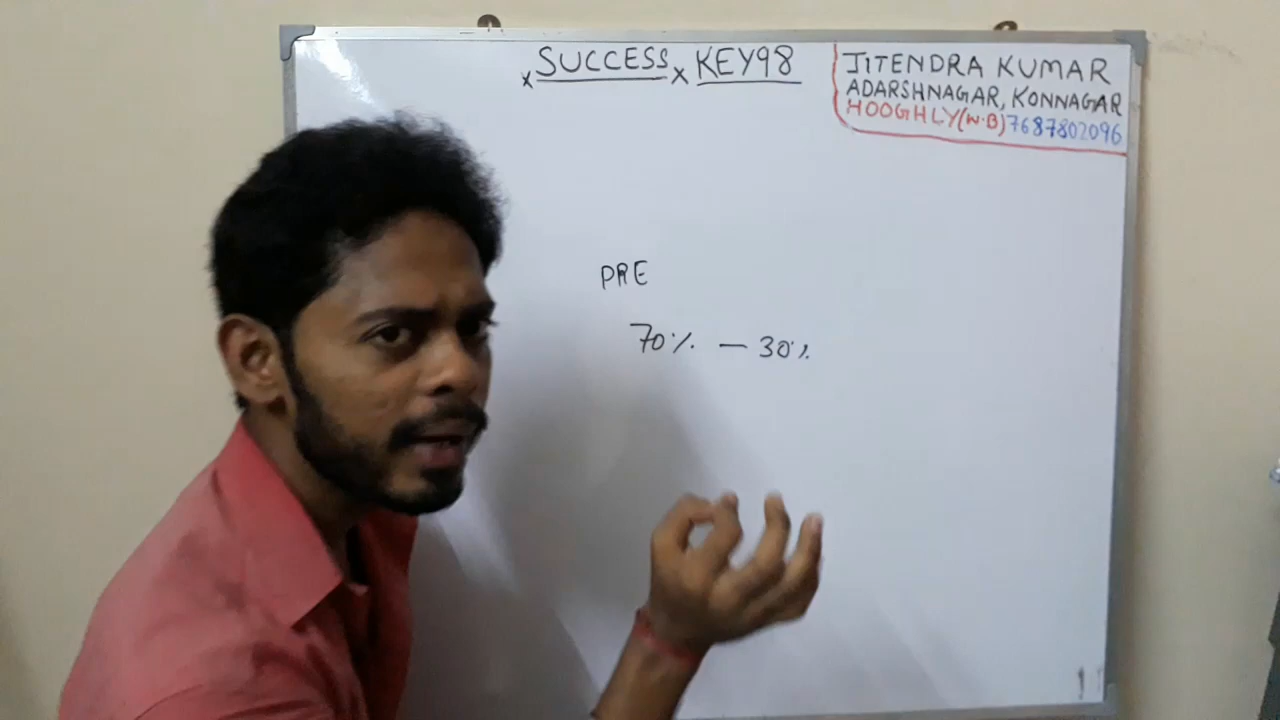 x SUCCESS x KEY98
JITENDRA KUMAR
ADARSHNAGAR, KONNAGAR
HOOGHLY(W.B) 7687802096
PRE
70% — 30%